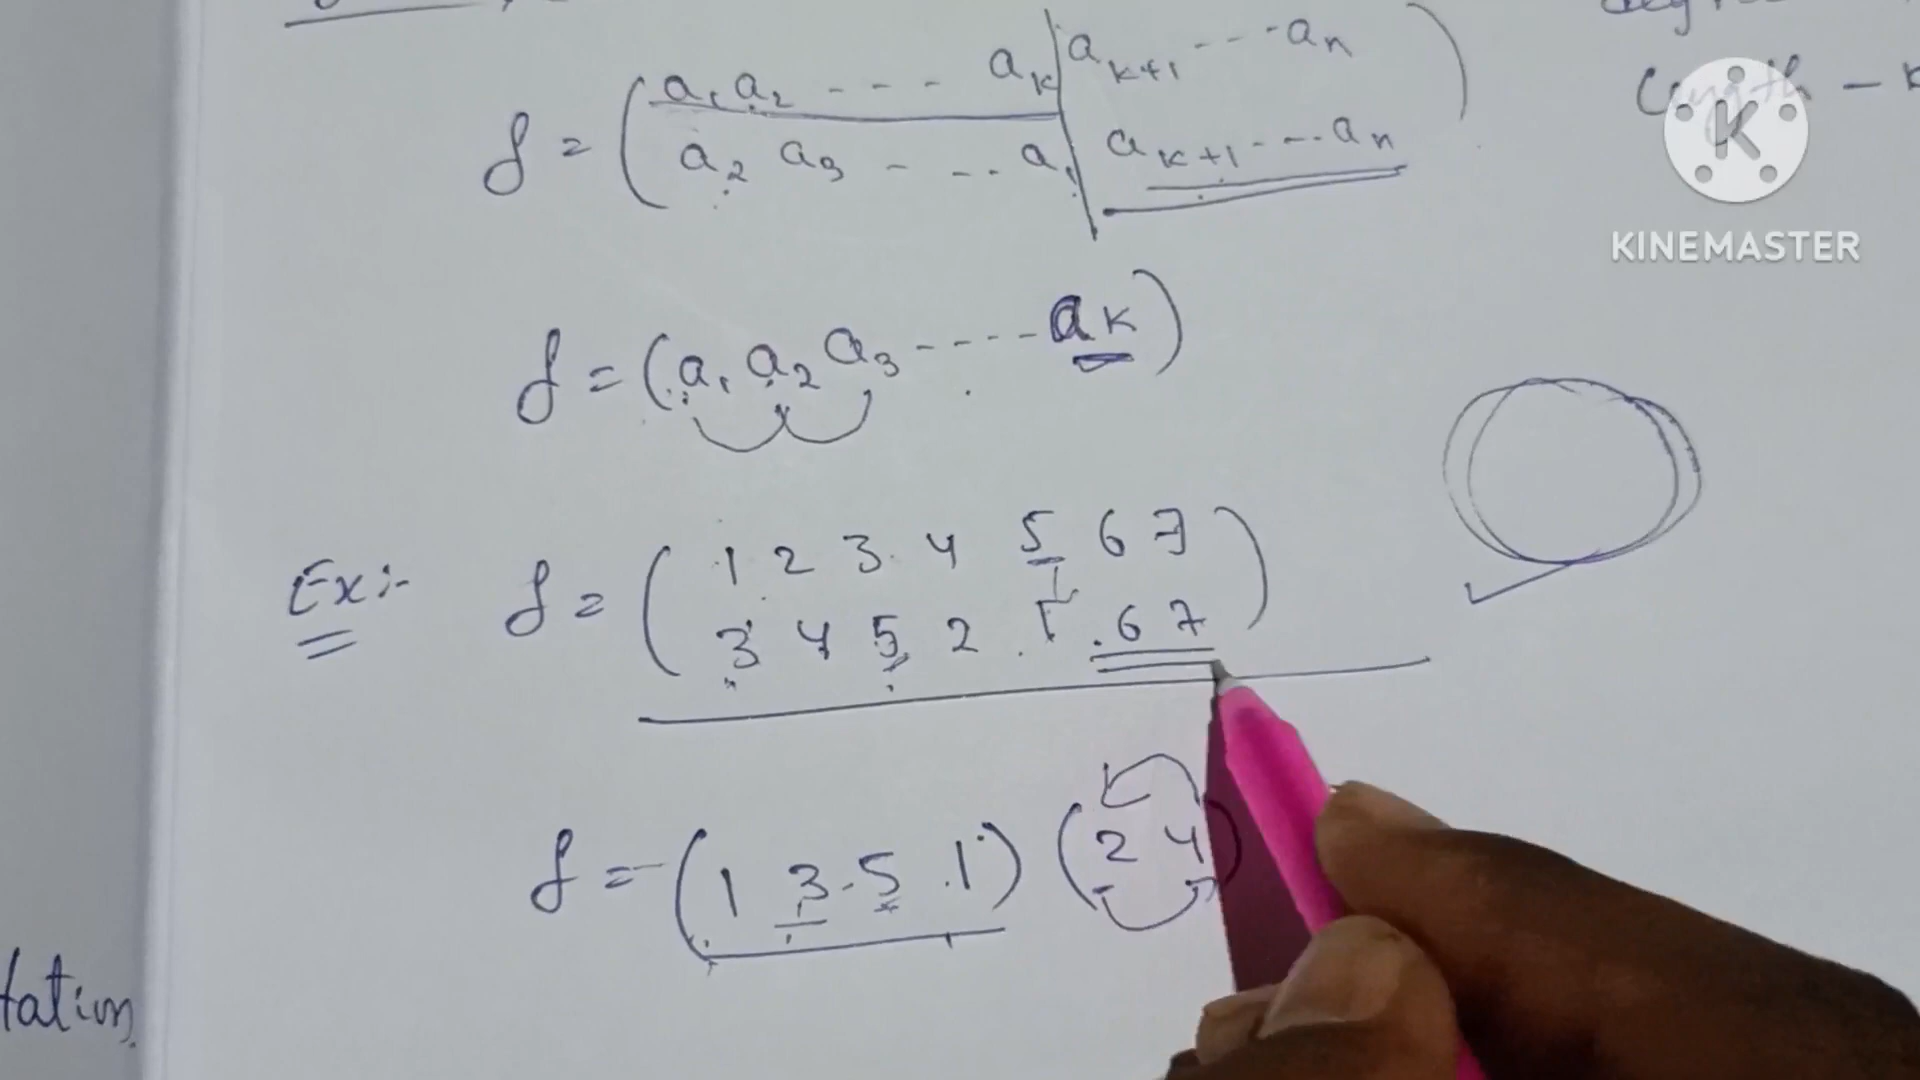 f = ( a₁ a₂ - - - - aₖ aₖ₊₁ - - - - aₙ )
a₂ a₃ - - - - a₁ aₖ₊₁ - - - - aₙ
length - k
KINEMASTER
f = ( a₁ a₂ a₃ - - - - - aₖ )
Ex:- f = ( 1 2 3 4 5 6 7 )
3 4 5 2 1 6 7
f = ( 1 3 5 1 ) ( 2 4 )